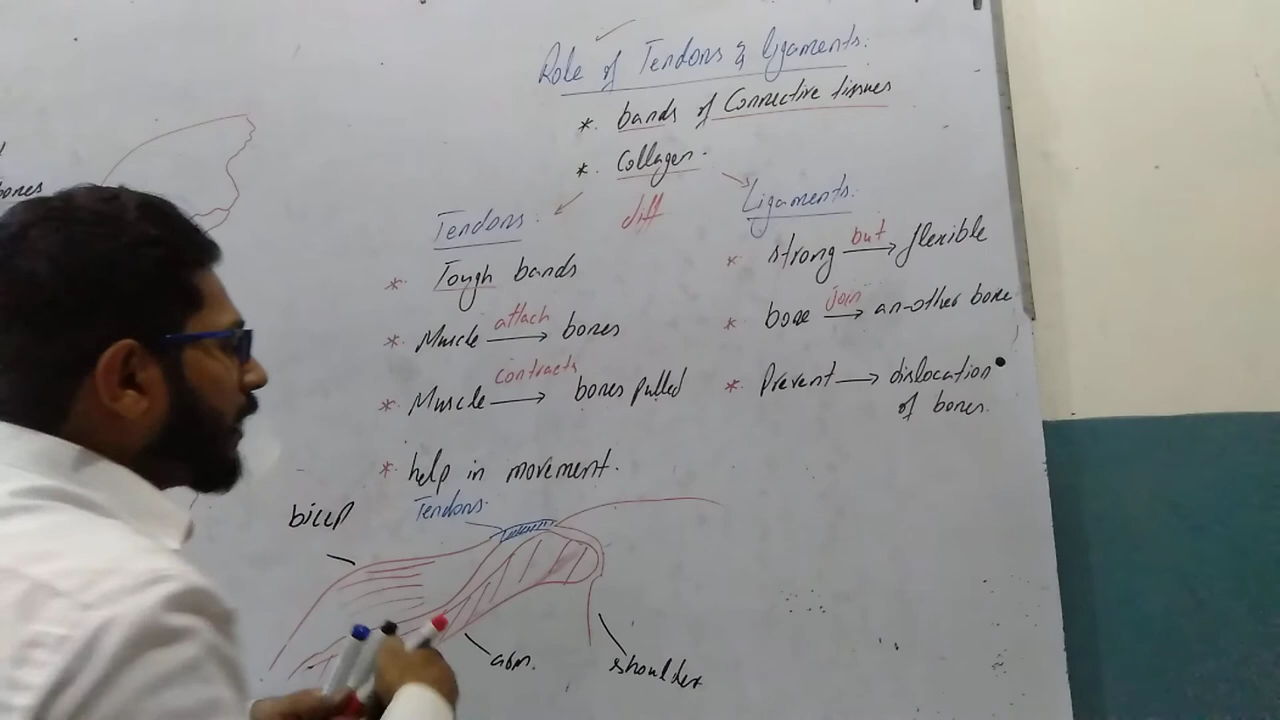 Role of Tendons & ligaments:
*. bands of Connective tissues
*. Collagen.
bones
diff
Tendons.
* Tough bands
*. Muscle attach → bones
*. Muscle contracts → bones pulled
* help in movement.
Ligaments.
* strong but → flexible
* bone join → an-other bone
* Prevent → dislocation
of bones.
Tendons.
bicep
arm.
shoulder